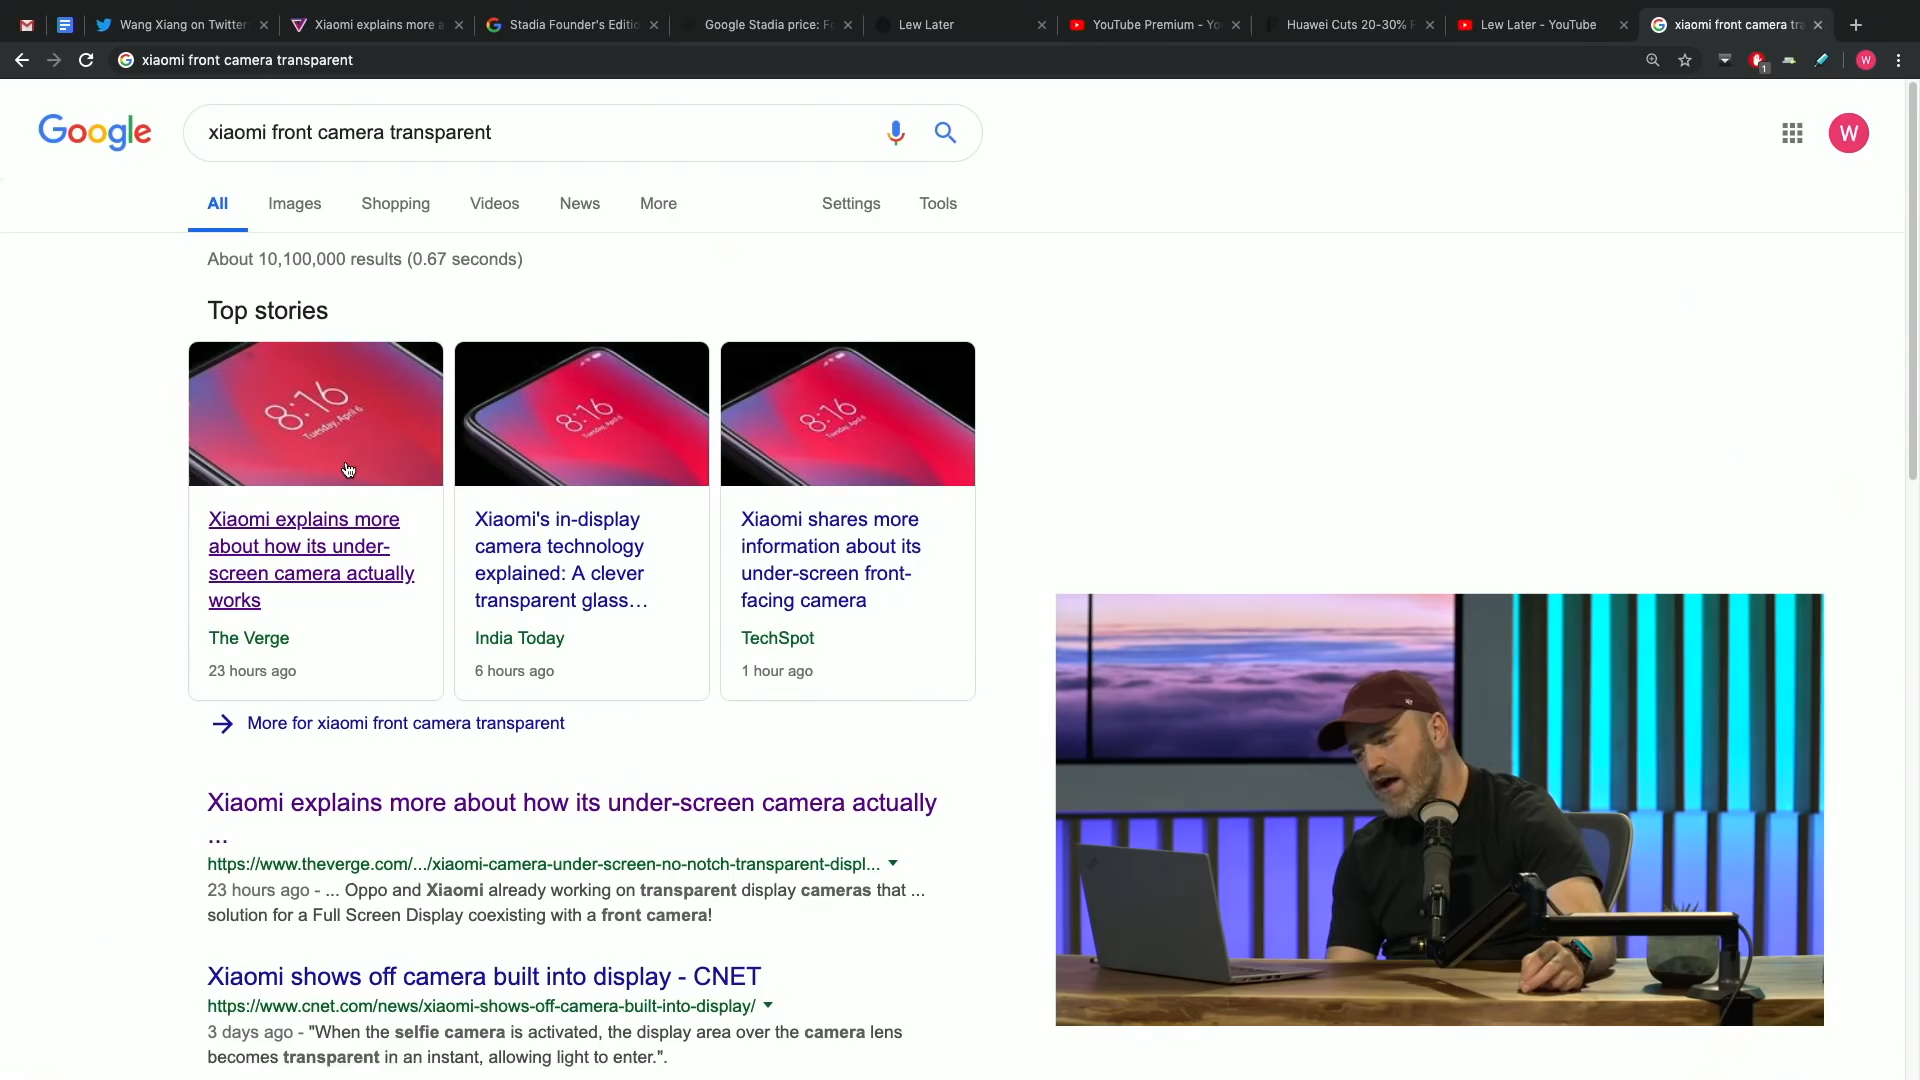 Wang Xiang on Twitter
Xiaomi explains more a
Stadia Founder's Editio
Google Stadia price: Fo
Lew Later
YouTube Premium - Yo
Huawei Cuts 20-30% F
Lew Later - YouTube
xiaomi front camera tra
xiaomi front camera transparent
1
W
Google
xiaomi front camera transparent
W
All Images Shopping Videos News More Settings Tools
About 10,100,000 results (0.67 seconds)
Top stories
8:16
Tuesday, April 6
8:16
Tuesday, April 6
8:16
Tuesday, April 6
Xiaomi explains more
about how its under-
screen camera actually
works
The Verge
23 hours ago
Xiaomi's in-display
camera technology
explained: A clever
transparent glass...
India Today
6 hours ago
Xiaomi shares more
information about its
under-screen front-
facing camera
TechSpot
1 hour ago
More for xiaomi front camera transparent
Xiaomi explains more about how its under-screen camera actually
...
https://www.theverge.com/.../xiaomi-camera-under-screen-no-notch-transparent-displ...
23 hours ago - ... Oppo and Xiaomi already working on transparent display cameras that ...
solution for a Full Screen Display coexisting with a front camera!
Xiaomi shows off camera built into display - CNET
https://www.cnet.com/news/xiaomi-shows-off-camera-built-into-display/
3 days ago - "When the selfie camera is activated, the display area over the camera lens
becomes transparent in an instant, allowing light to enter.".